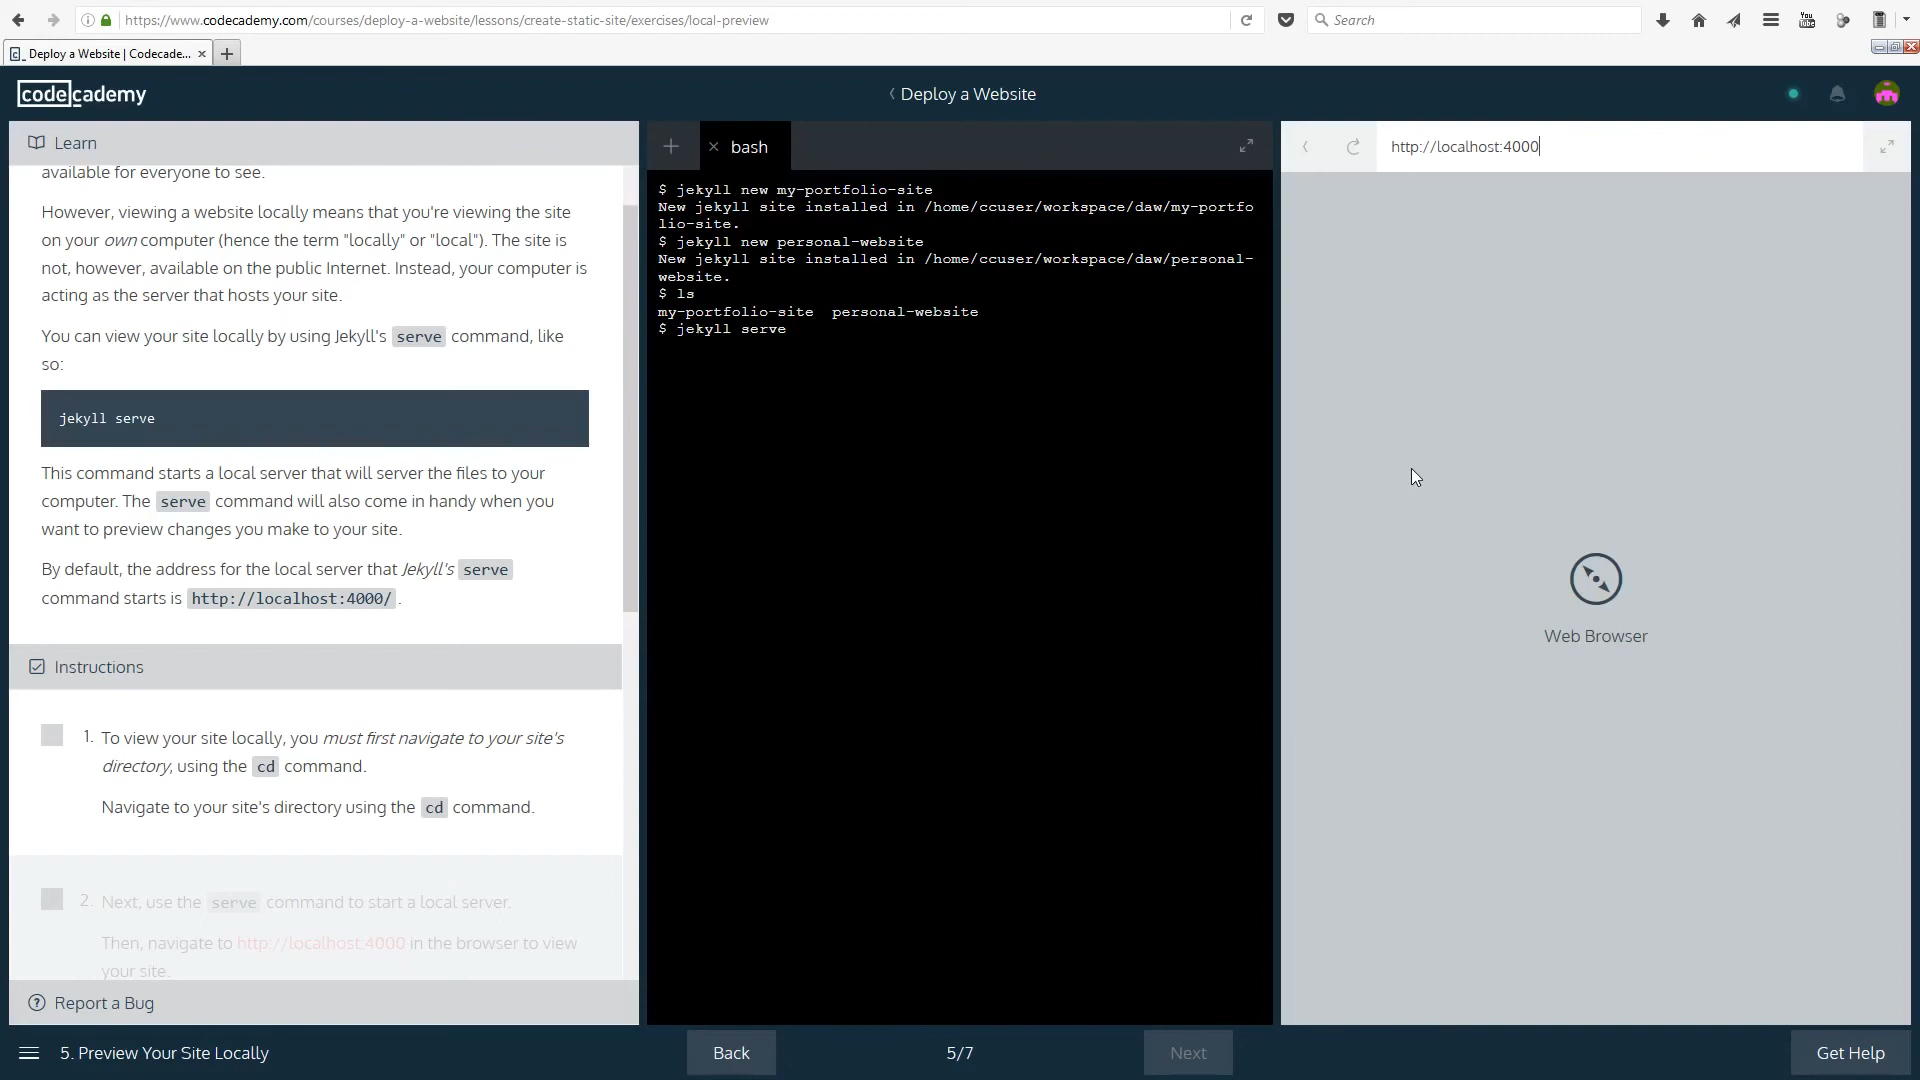 https://www.codecademy.com/courses/deploy-a-website/lessons/create-static-site/exercises/local-preview
Search
You
Tube
Deploy a Website | Codecade...
codecademy
Deploy a Website
Learn
bash
http://localhost:4000
available for everyone to see.
However, viewing a website locally means that you're viewing the site
on your own computer (hence the term "locally" or "local"). The site is
not, however, available on the public Internet. Instead, your computer is
acting as the server that hosts your site.
You can view your site locally by using Jekyll's serve command, like
so:
jekyll serve
This command starts a local server that will server the files to your
computer. The serve command will also come in handy when you
want to preview changes you make to your site.
By default, the address for the local server that Jekyll's serve
command starts is http://localhost:4000/ .
Instructions
1. To view your site locally, you must first navigate to your site's
directory, using the cd command.
Navigate to your site's directory using the cd command.
2. Next, use the serve command to start a local server.
Then, navigate to http://localhost:4000 in the browser to view
your site.
Report a Bug
$ jekyll new my-portfolio-site
New jekyll site installed in /home/ccuser/workspace/daw/my-portfo
lio-site.
$ jekyll new personal-website
New jekyll site installed in /home/ccuser/workspace/daw/personal-
website.
$ ls
my-portfolio-site  personal-website
$ jekyll serve
Web Browser
5. Preview Your Site Locally
Back
5/7
Next
Get Help